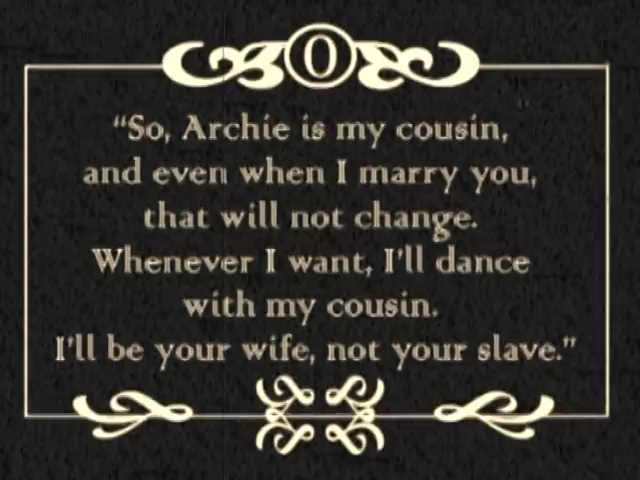 O
"So, Archie is my cousin,
and even when I marry you,
that will not change.
Whenever I want, I'll dance
with my cousin.
I'll be your wife, not your slave."